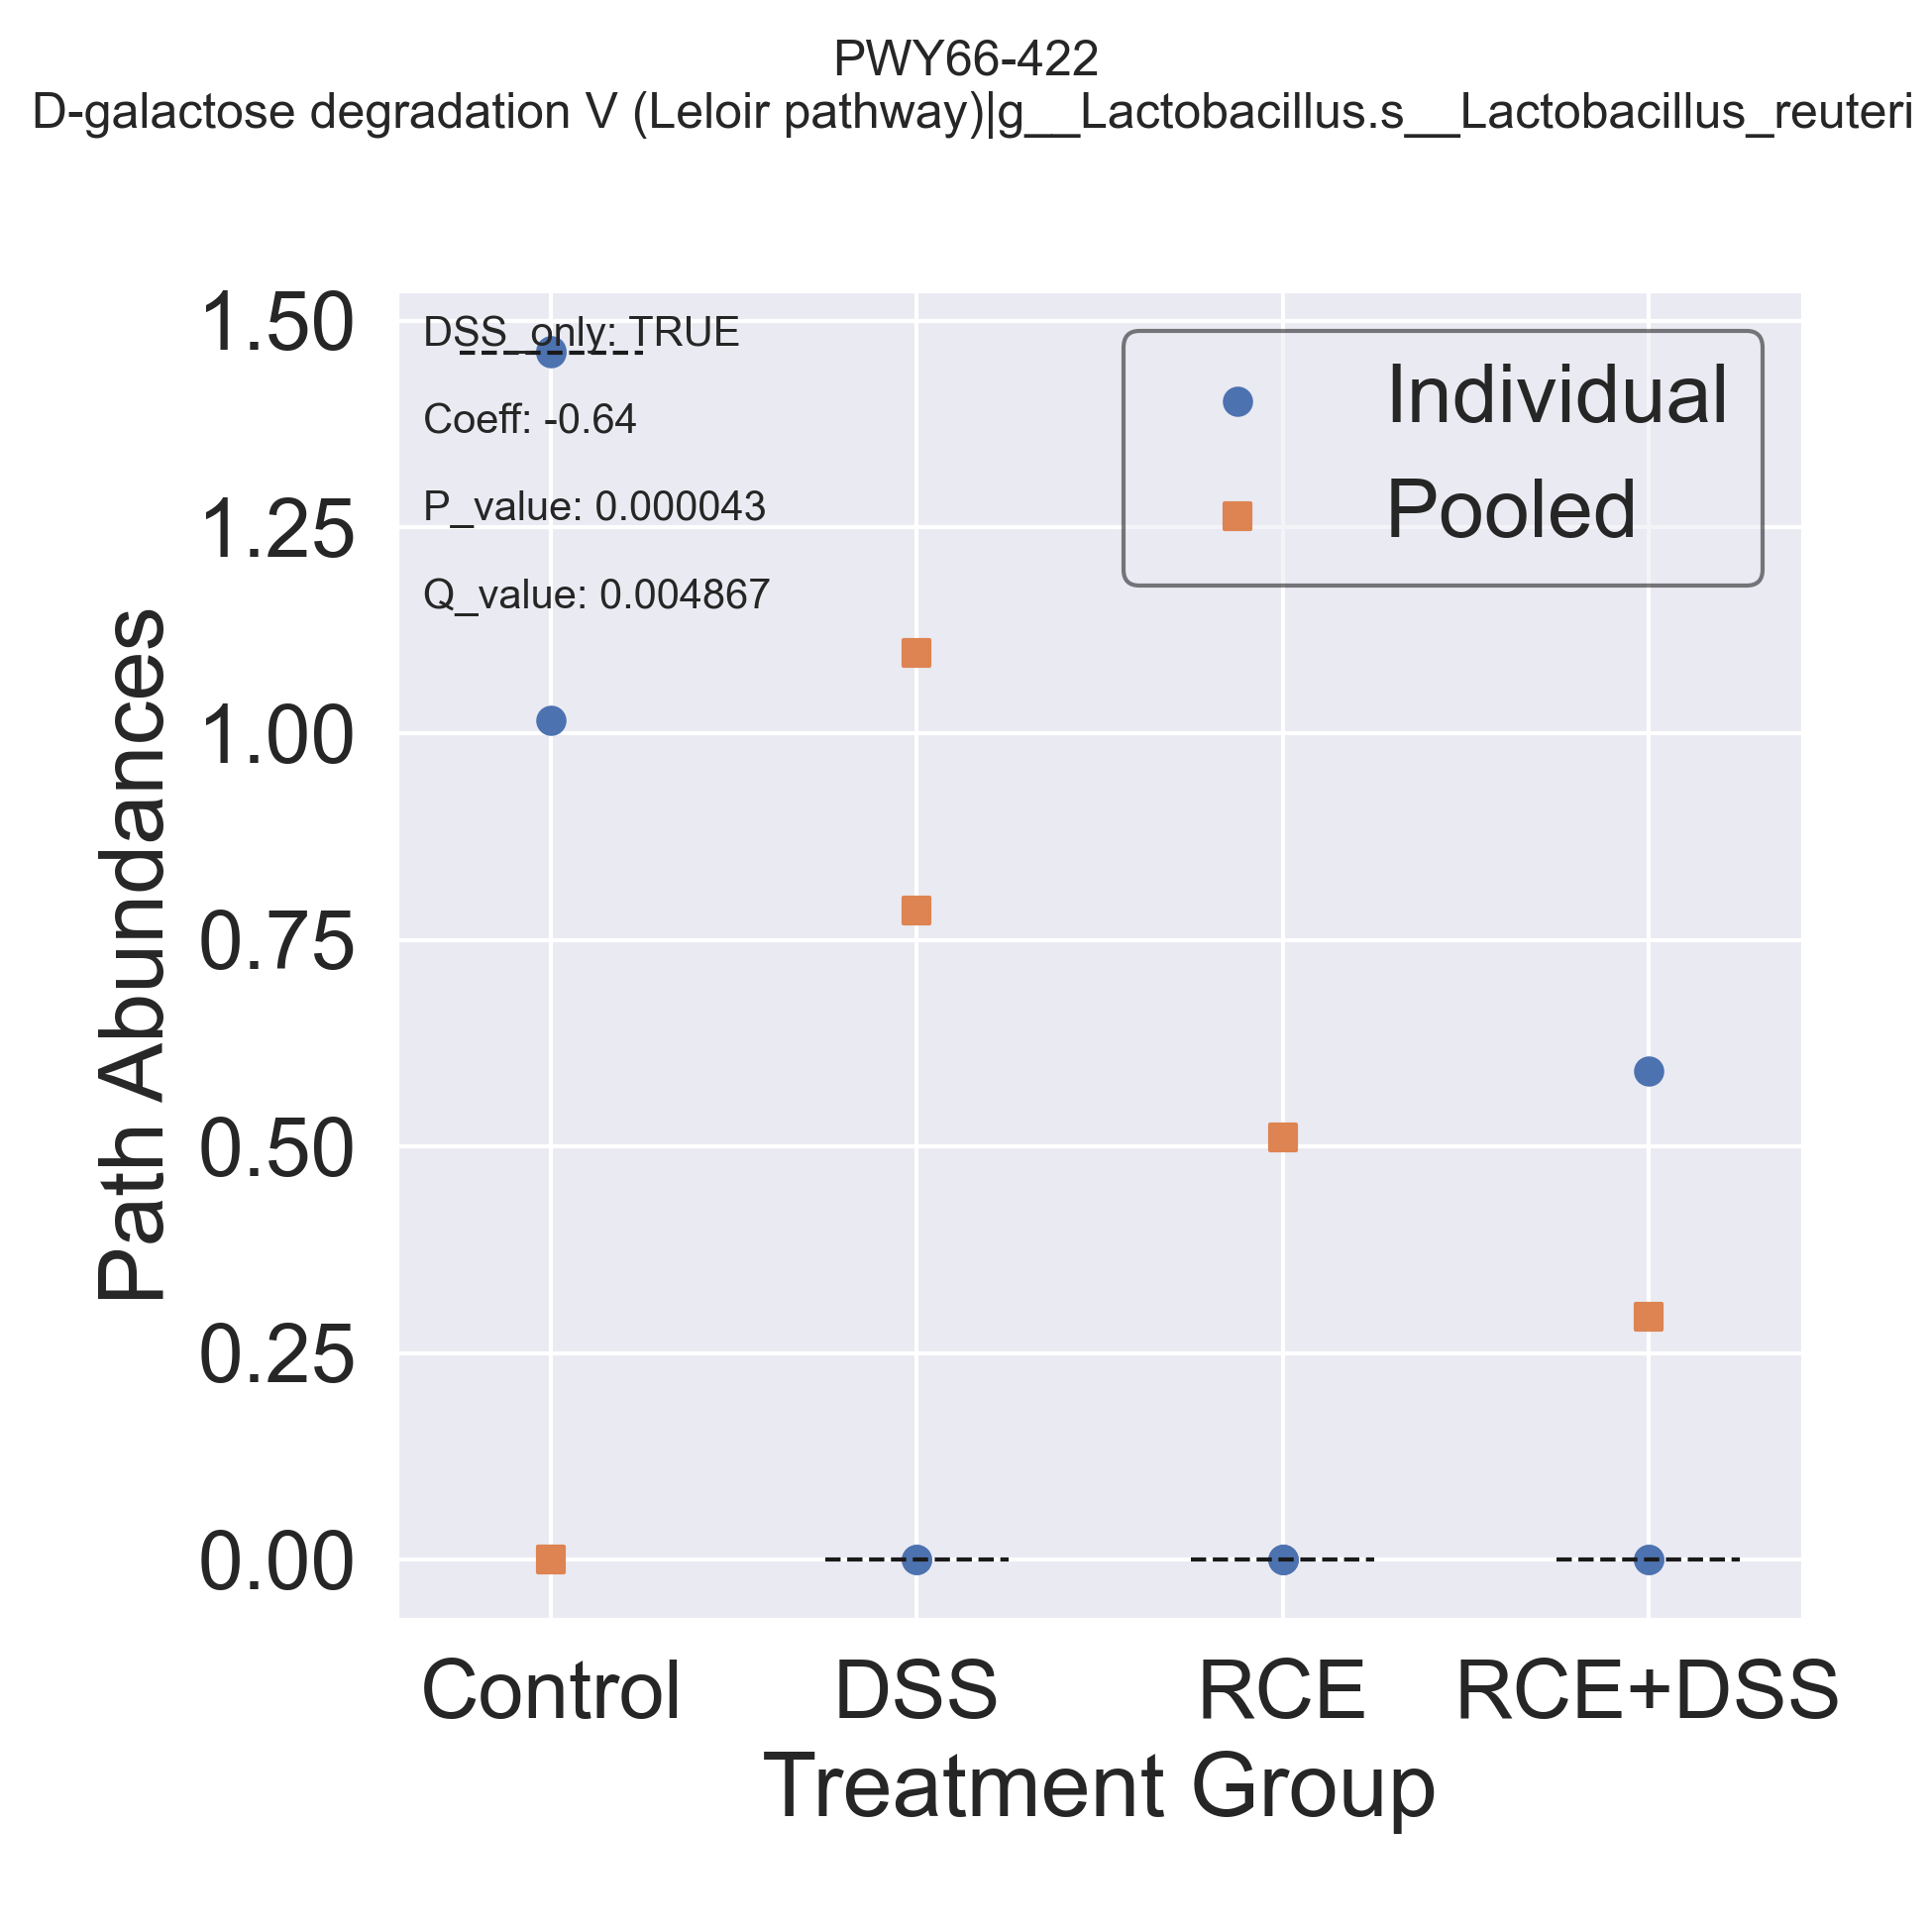 PWY66-422
D-galactose degradation V (Leloir pathway)|g__Lactobacillus.s__Lactobacillus_reuteri
1.50
1.25
1.00
0.75
0.50
0.25
0.00
Path Abundances
DSS_only: TRUE
Coeff: -0.64
P_value: 0.000043
Q_value: 0.004867
Individual
Pooled
Control
DSS
RCE
RCE+DSS
Treatment Group